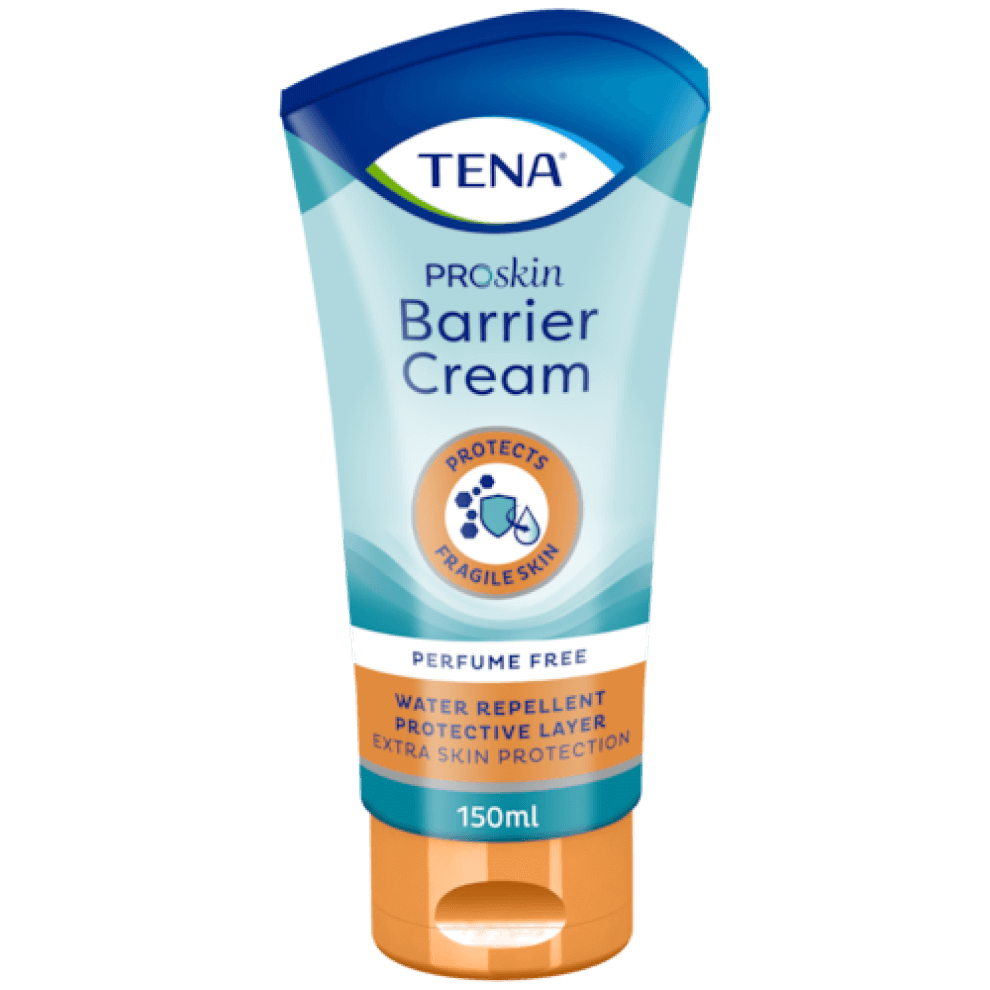 TENA®
PROskin
Barrier
Cream
PROTECTS
FRAGILE SKIN
PERFUME FREE
WATER REPELLENT
PROTECTIVE LAYER
EXTRA SKIN PROTECTION
150ml